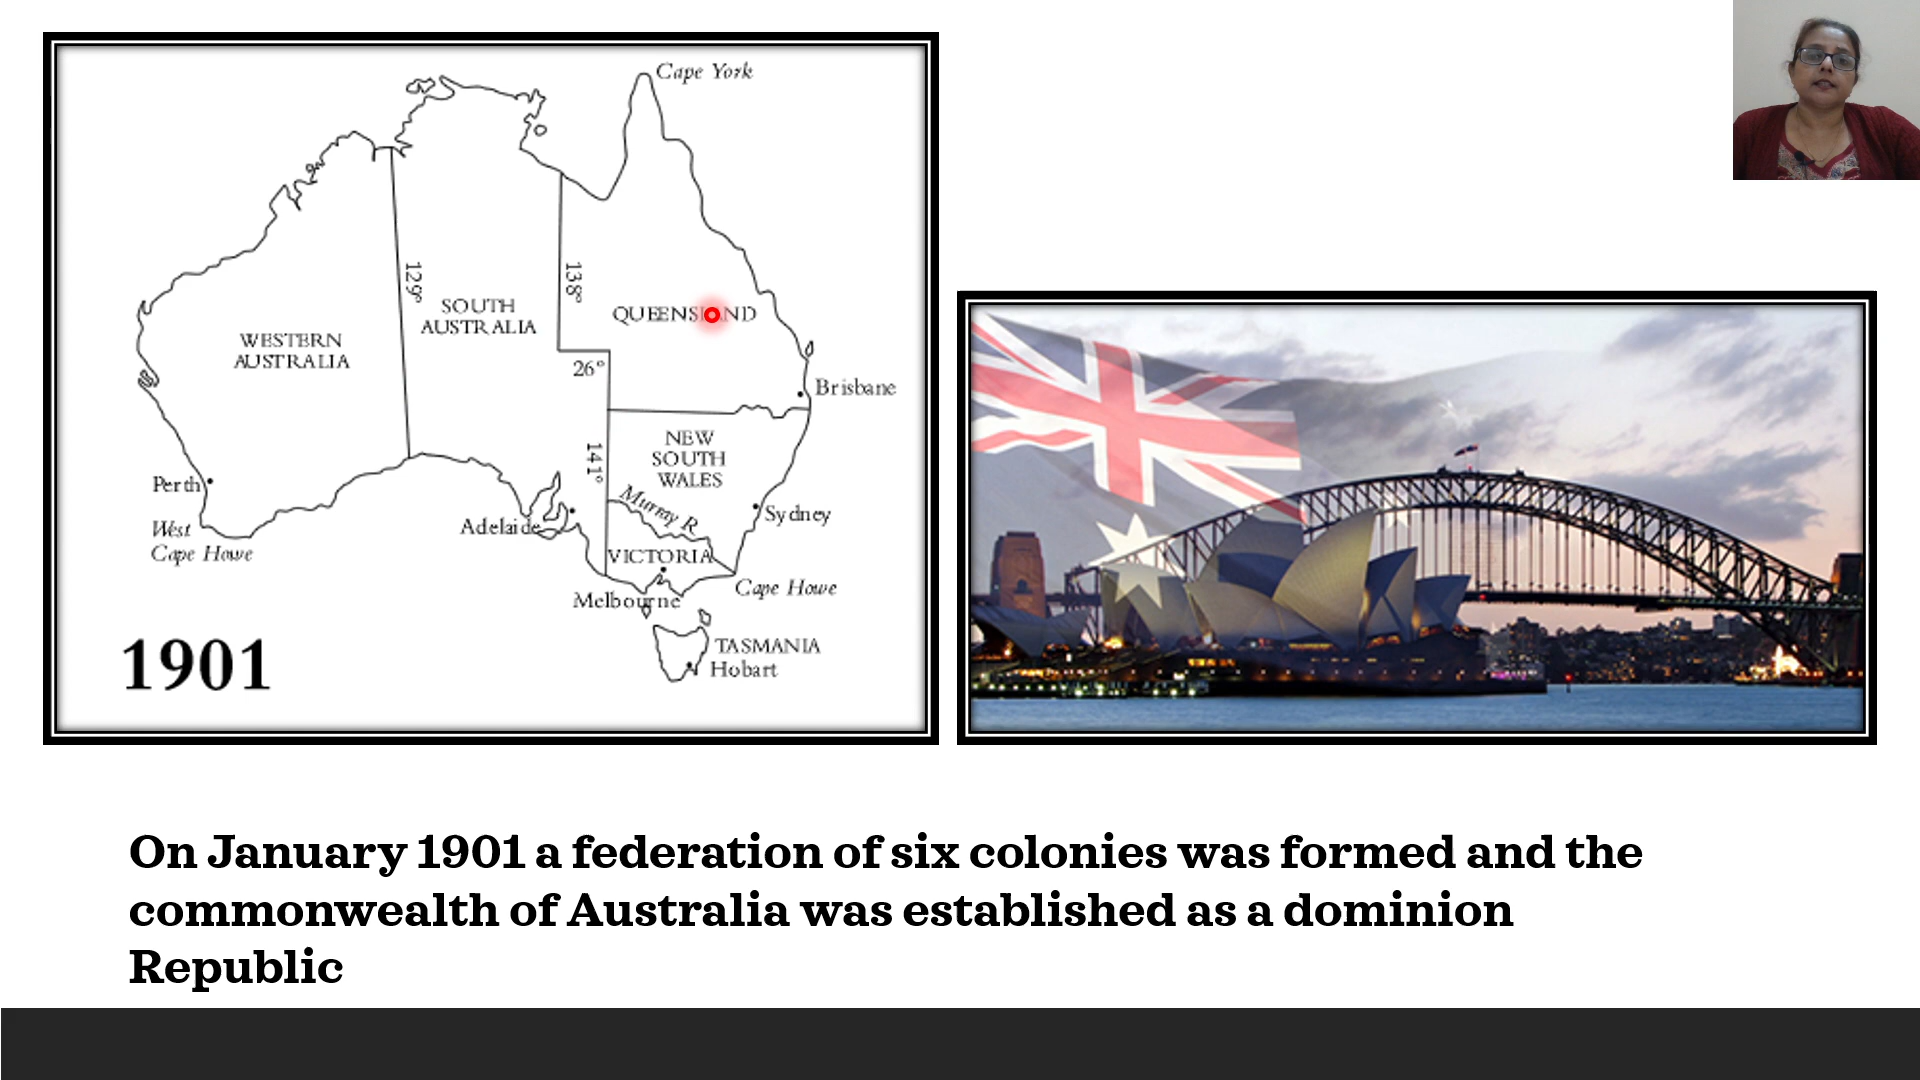 Cape York
129°
138°
SOUTH
AUSTRALIA
QUEENSLAND
WESTERN
AUSTRALIA
26°
Brisbane
141°
NEW
SOUTH
WALES
Perth
Murray R
Sydney
West
Cape Howe
Adelaide
VICTORIA
Cape Howe
Melbourne
TASMANIA
Hobart
1901
On January 1901 a federation of six colonies was formed and the
commonwealth of Australia was established as a dominion
Republic